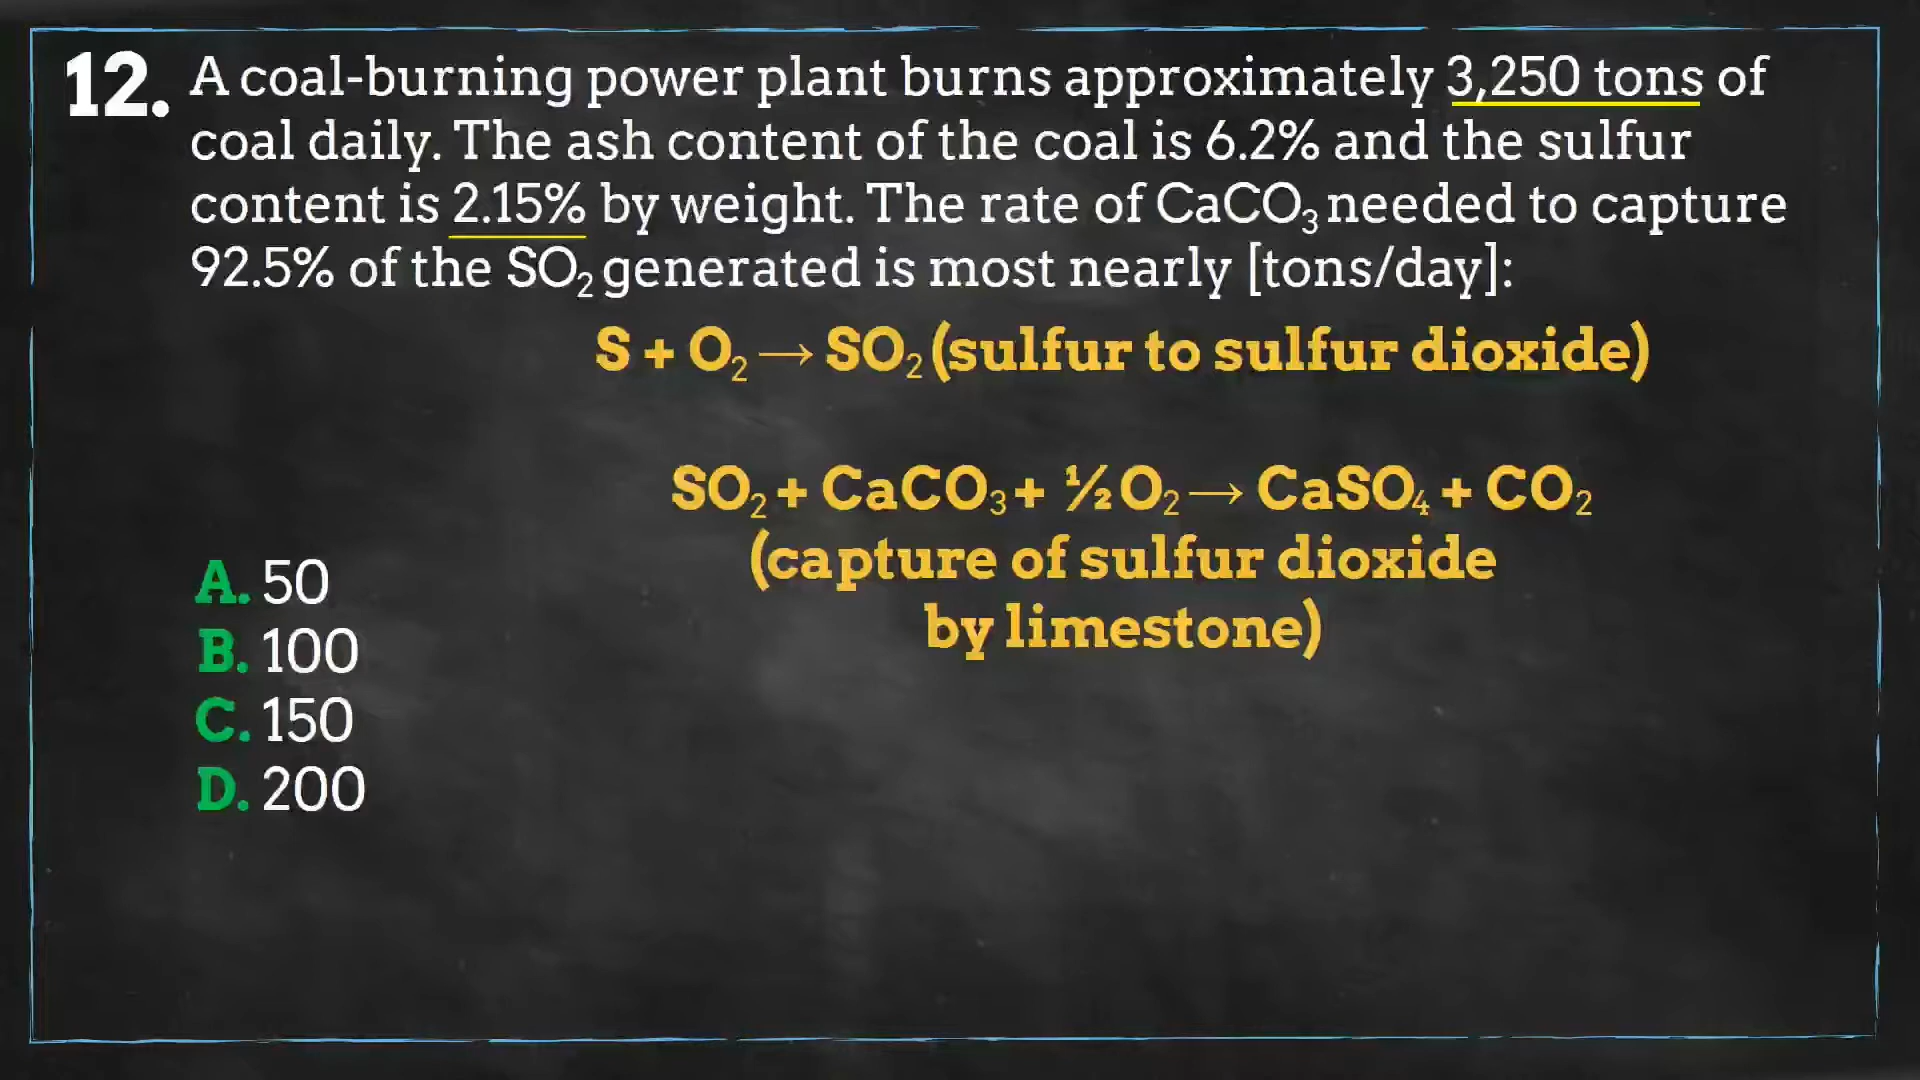 12. A coal-burning power plant burns approximately 3,250 tons of
coal daily. The ash content of the coal is 6.2% and the sulfur
content is 2.15% by weight. The rate of CaCO₃ needed to capture
92.5% of the SO₂ generated is most nearly [tons/day]:
S + O₂ → SO₂ (sulfur to sulfur dioxide)
SO₂ + CaCO₃ + ½ O₂ → CaSO₄ + CO₂
(capture of sulfur dioxide
by limestone)
A. 50
B. 100
C. 150
D. 200